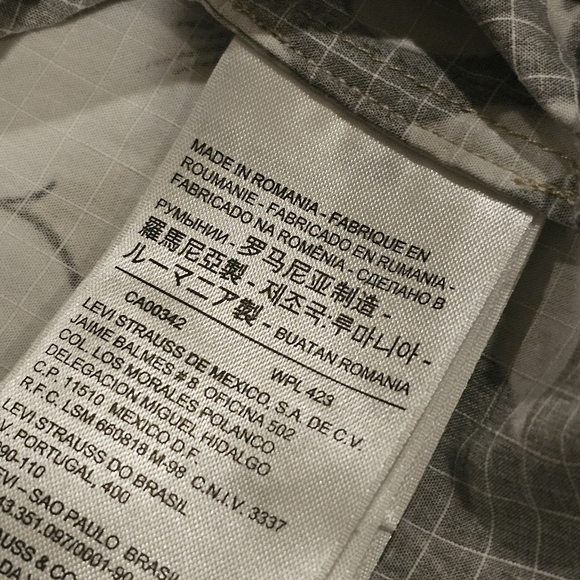 MADE IN ROMANIA - FABRIQUE EN
ROUMANIE - FABRICADO EN RUMANIA -
FABRICADO NA ROMÊNIA - СДЕЛАНО В
РУМЫНИИ - 罗马尼亚制造 -
羅馬尼亞製 - 제조국:루마니아 -
ルーマニア製 - BUATAN ROMANIA
CA00342 WPL 423
LEVI STRAUSS DE MEXICO, S.A. DE C.V.
JAIME BALMES # 8, OFICINA 502
COL. LOS MORALES POLANCO
DELEGACION MIGUEL HIDALGO
C.P. 11510 MEXICO D.F.
R.F.C. LSM 660818 M-98 C.N.I.V. 3337
LEVI STRAUSS DO BRASIL
PORTUGAL, 400
90-110
- SAO PAULO BRASIL
43.351.097/0001-90
& CO